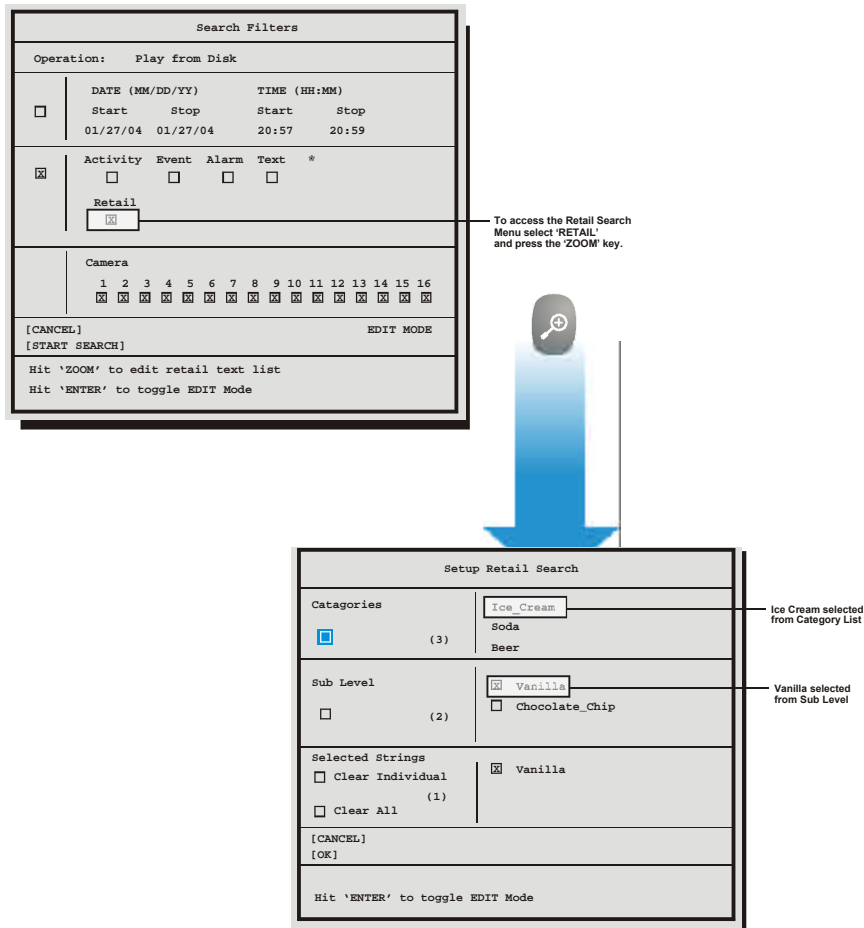 Search Filters
Operation: Play from Disk
DATE (MM/DD/YY) TIME (HH:MM)
Start Stop Start Stop
01/27/04 01/27/04 20:57 20:59
Activity Event Alarm Text *
Retail
To access the Retail Search
Menu select ‘RETAIL’
and press the ‘ZOOM’ key.
Camera
1 2 3 4 5 6 7 8 9 10 11 12 13 14 15 16
[CANCEL] EDIT MODE
[START SEARCH]
Hit ‘ZOOM’ to edit retail text list
Hit ‘ENTER’ to toggle EDIT Mode
Setup Retail Search
Catagories
(3)
Ice_Cream
Soda
Beer
Ice Cream selected
from Category List
Sub Level
(2)
Vanilla
Chocolate_Chip
Vanilla selected
from Sub Level
Selected Strings
Clear Individual
(1)
Clear All
Vanilla
[CANCEL]
[OK]
Hit ‘ENTER’ to toggle EDIT Mode